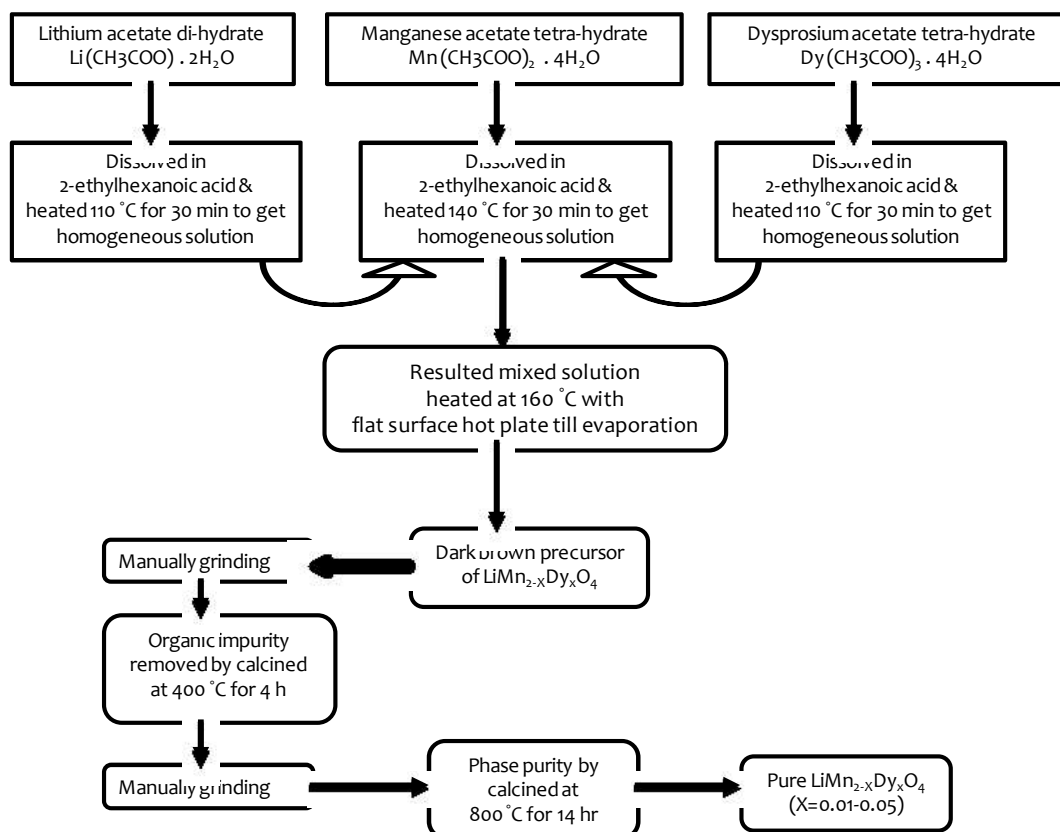 Lithium acetate di-hydrate
Li(CH3COO) . 2H₂O
Manganese acetate tetra-hydrate
Mn(CH3COO)₂ . 4H₂O
Dysprosium acetate tetra-hydrate
Dy(CH3COO)₃ . 4H₂O
Dissolved in
2-ethylhexanoic acid &
heated 110 °C for 30 min to get
homogeneous solution
Dissolved in
2-ethylhexanoic acid &
heated 140 °C for 30 min to get
homogeneous solution
Dissolved in
2-ethylhexanoic acid &
heated 110 °C for 30 min to get
homogeneous solution
Resulted mixed solution
heated at 160 °C with
flat surface hot plate till evaporation
Manually grinding
Dark brown precursor
of LiMn₂₋ₓDyₓO₄
Organic impurity
removed by calcined
at 400 °C for 4 h
Manually grinding
Phase purity by
calcined at
800 °C for 14 hr
Pure LiMn₂₋ₓDyₓO₄
(X=0.01-0.05)